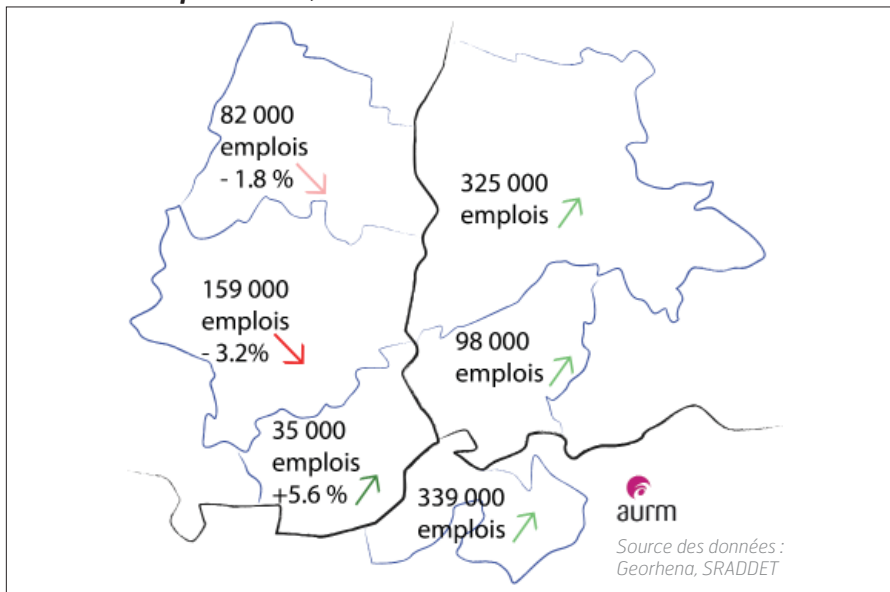 82 000
emplois
- 1.8 %
325 000
emplois
159 000
emplois
- 3.2%
98 000
emplois
35 000
emplois
+5.6 %
339 000
emplois
aurm
Source des données :
Georhena, SRADDET